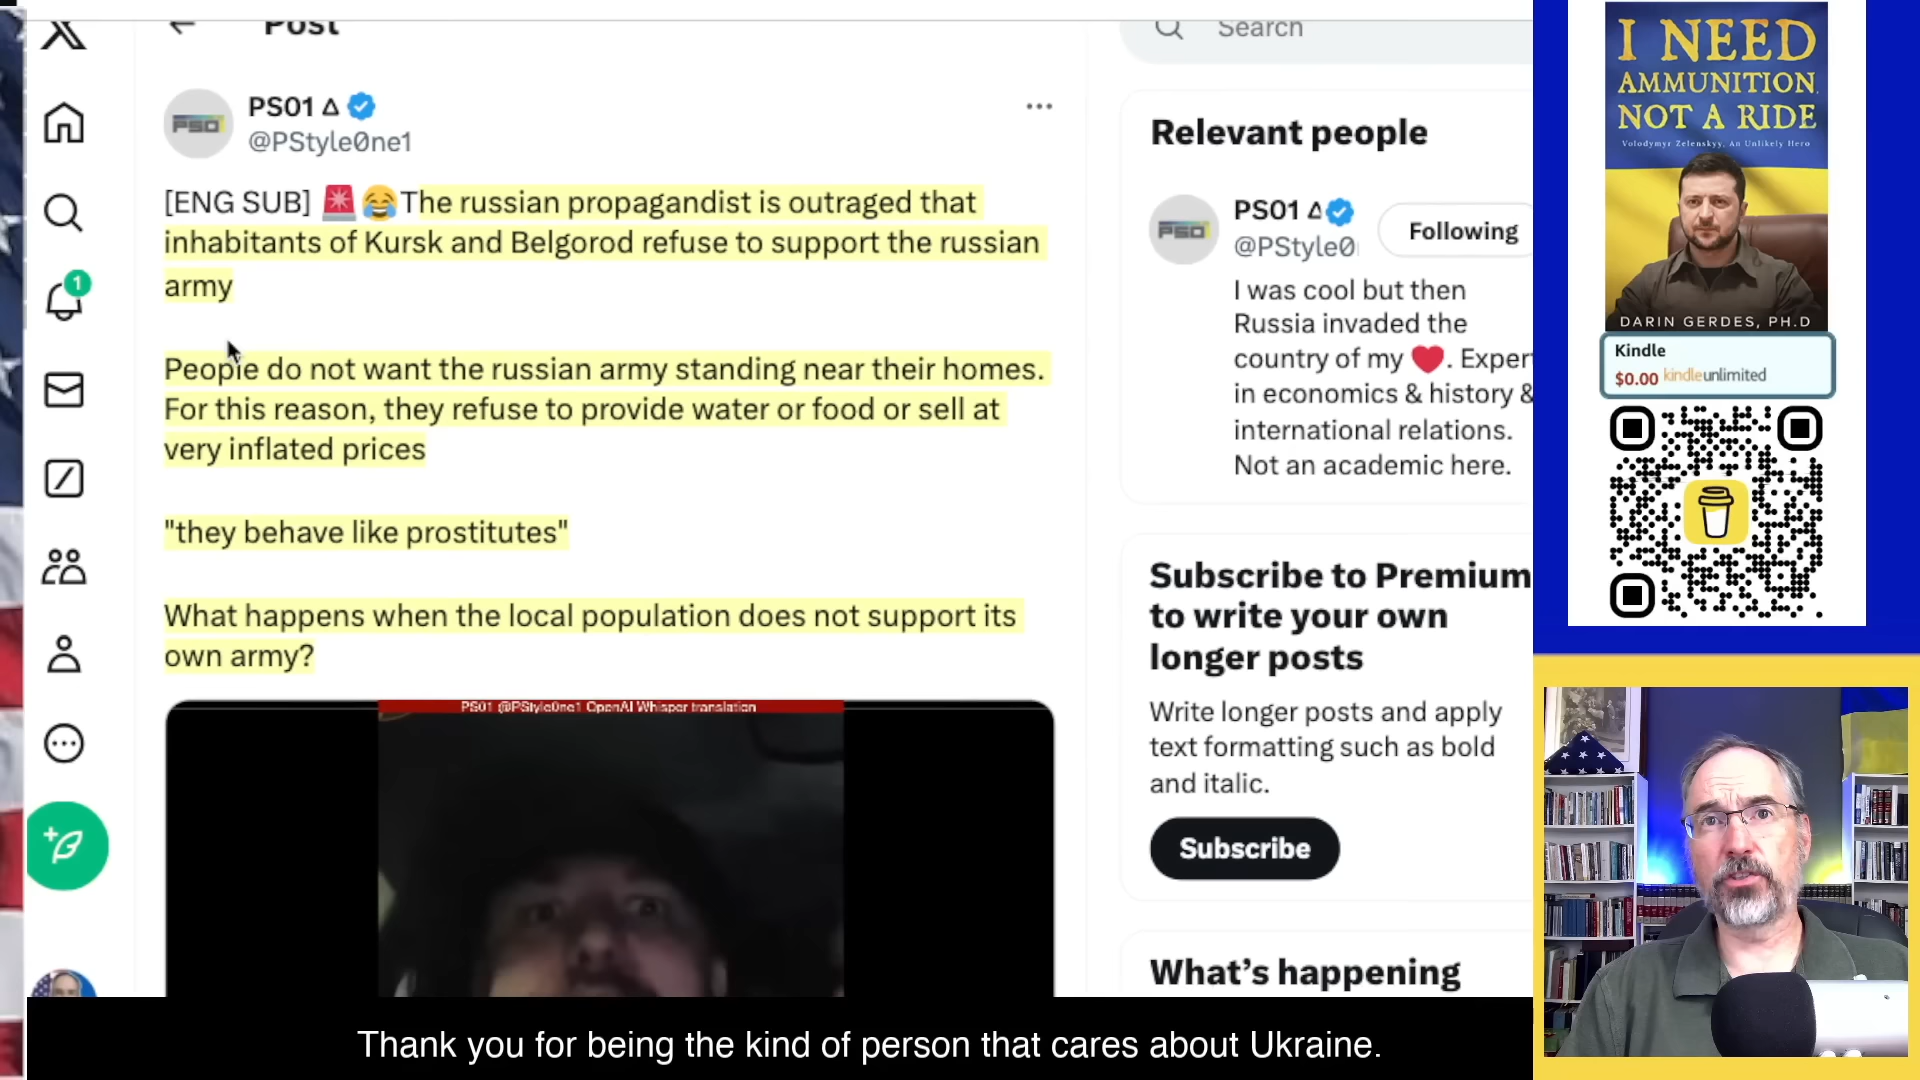 Post
Search
PS01 Δ
@PStyle0ne1
[ENG SUB] 🚨😂The russian propagandist is outraged that
inhabitants of Kursk and Belgorod refuse to support the russian
army
People do not want the russian army standing near their homes.
For this reason, they refuse to provide water or food or sell at
very inflated prices
"they behave like prostitutes"
What happens when the local population does not support its
own army?
PS01 @PStyle0ne1 OpenAI Whisper translation
1
Relevant people
PS01 Δ
@PStyle0
Following
I was cool but then
Russia invaded the
country of my ❤️. Exper
in economics & history &
international relations.
Not an academic here.
Subscribe to Premium
to write your own
longer posts
Write longer posts and apply
text formatting such as bold
and italic.
Subscribe
What's happening
I NEED
AMMUNITION,
NOT A RIDE
Volodymyr Zelenskyy, An Unlikely Hero
DARIN GERDES, PH.D
Kindle
$0.00 kindleunlimited
Thank you for being the kind of person that cares about Ukraine.